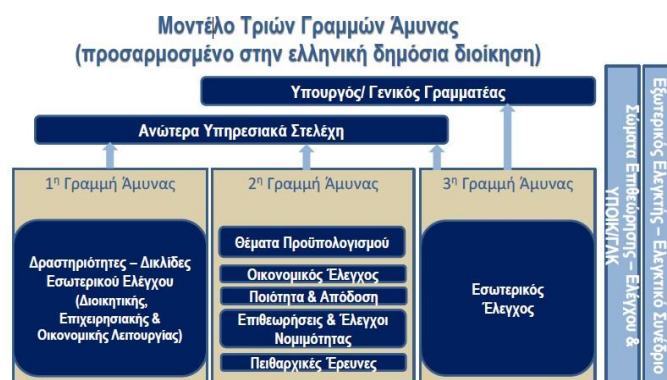 Μοντέλο Τριών Γραμμών Άμυνας
(προσαρμοσμένο στην ελληνική δημόσια διοίκηση)
Υπουργός/ Γενικός Γραμματέας
Ανώτερα Υπηρεσιακά Στελέχη
1η Γραμμή Άμυνας
Δραστηριότητες – Δικλίδες
Εσωτερικού Ελέγχου
(Διοικητικής,
Επιχειρησιακής &
Οικονομικής Λειτουργίας)
2η Γραμμή Άμυνας
Θέματα Προϋπολογισμού
Οικονομικός Έλεγχος
Ποιότητα & Απόδοση
Επιθεωρήσεις & Έλεγχοι
Νομιμότητας
Πειθαρχικές Έρευνες
3η Γραμμή Άμυνας
Εσωτερικός
Έλεγχος
Σώματα Επιθεώρησης – Ελέγχου &
ΥΠΟΙΚ/ΓΛΚ
Εξωτερικός Ελεγκτής – Ελεγκτικό Συνέδριο